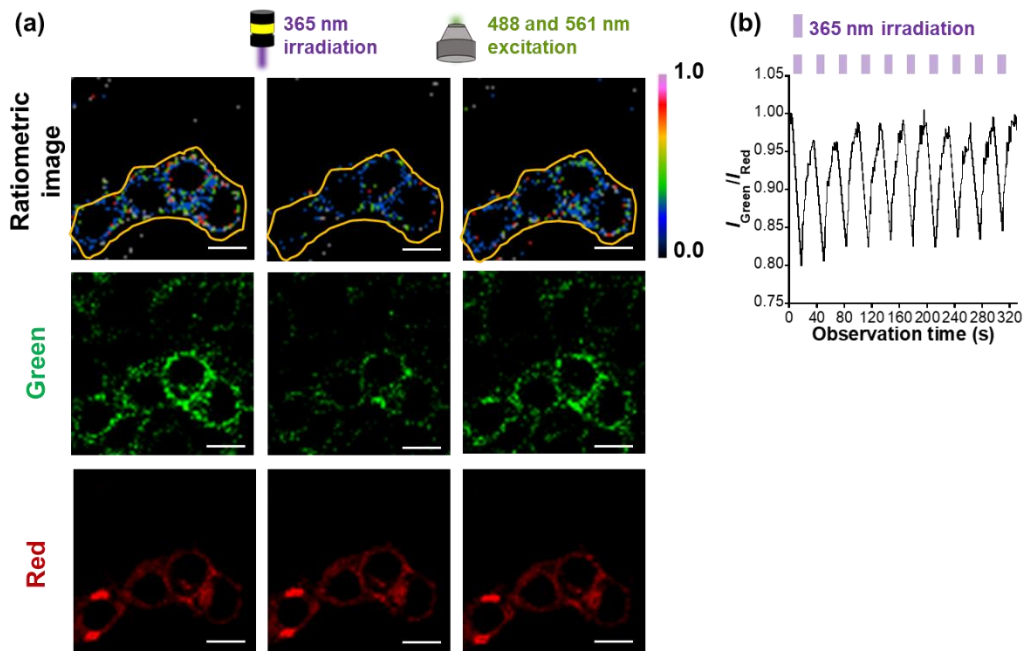 (a)
365 nm
irradiation
488 and 561 nm
excitation
Ratiometric
image
1.0
0.0
Green
Red
(b)
365 nm irradiation
1.05
1.00
0.95
0.90
0.85
0.80
0.75
I Green /I Red
0 40 80 120 160 200 240 280 320
Observation time (s)